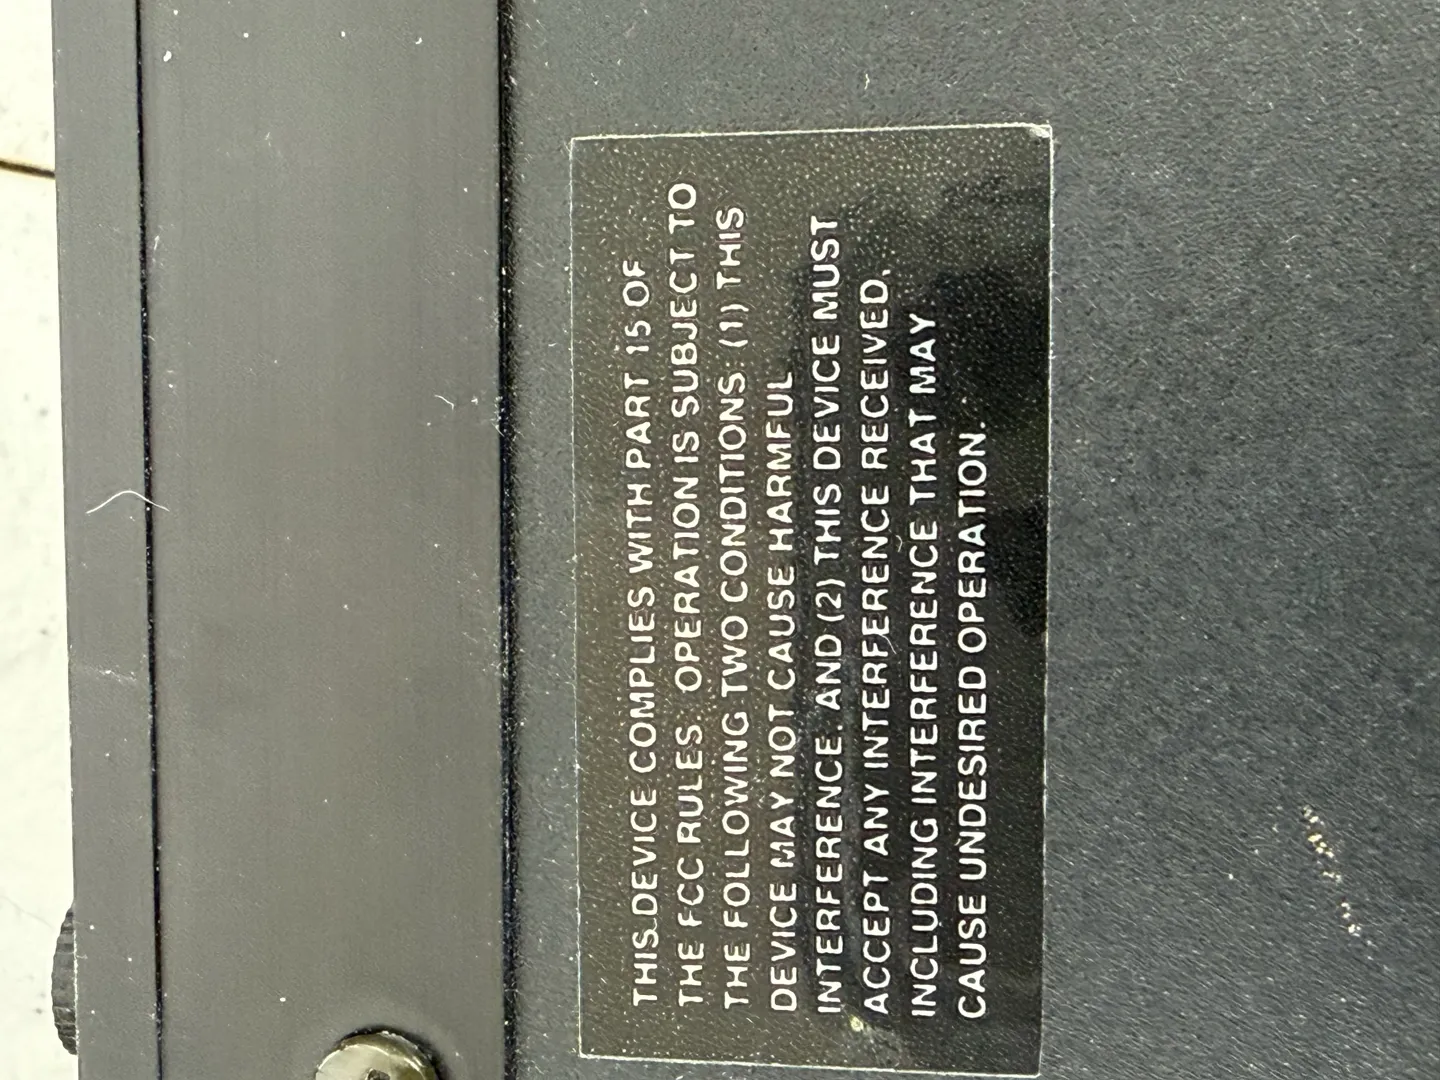 THIS DEVICE COMPLIES WITH PART 15 OF
THE FCC RULES. OPERATION IS SUBJECT TO
THE FOLLOWING TWO CONDITIONS: (1) THIS
DEVICE MAY NOT CAUSE HARMFUL
INTERFERENCE, AND (2) THIS DEVICE MUST
ACCEPT ANY INTERFERENCE RECEIVED,
INCLUDING INTERFERENCE THAT MAY
CAUSE UNDESIRED OPERATION.